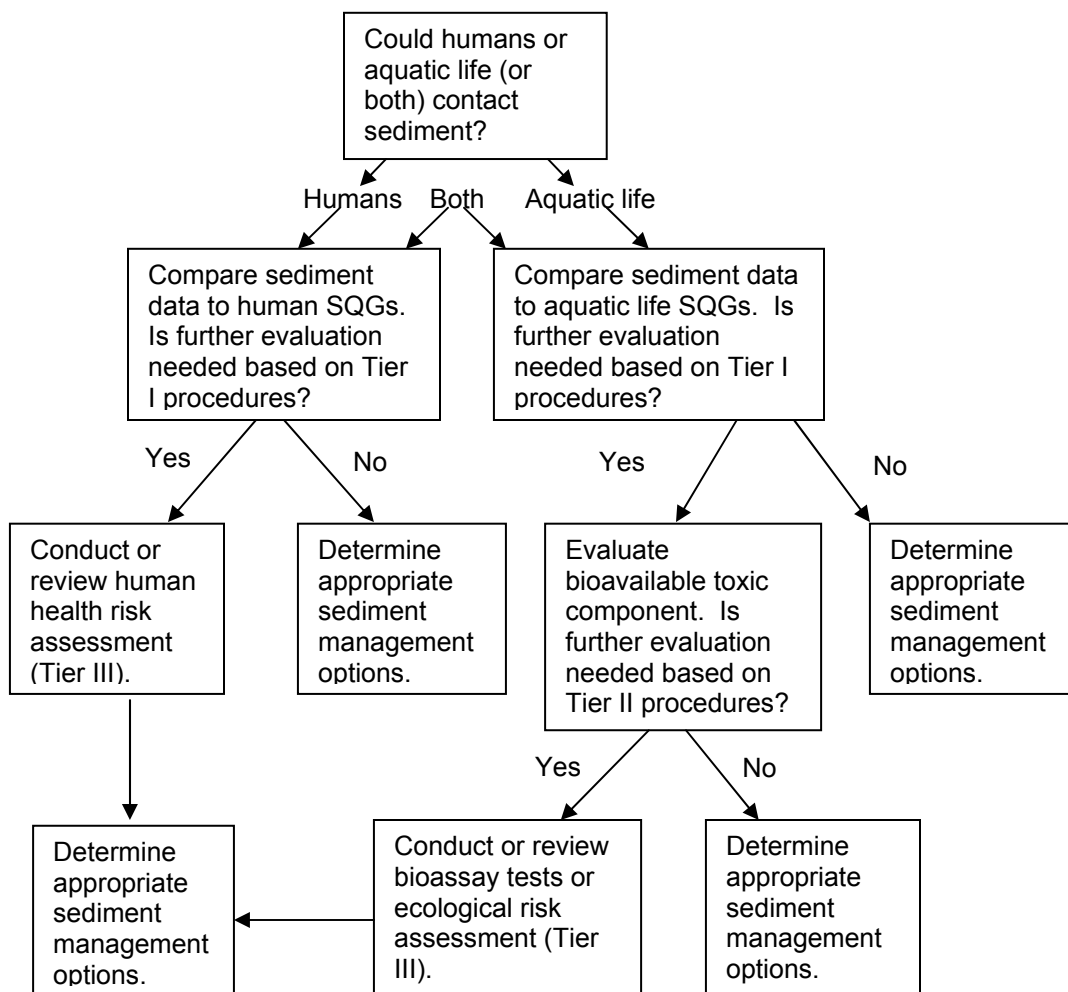 Could humans or
aquatic life (or
both) contact
sediment?
Humans
Both
Aquatic life
Compare sediment
data to human SQGs.
Is further evaluation
needed based on Tier
I procedures?
Compare sediment data
to aquatic life SQGs.  Is
further evaluation
needed based on Tier I
procedures?
Yes
No
Yes
No
Conduct or
review human
health risk
assessment
(Tier III).
Determine
appropriate
sediment
management
options.
Evaluate
bioavailable toxic
component.  Is
further evaluation
needed based on
Tier II procedures?
Determine
appropriate
sediment
management
options.
Yes
No
Determine
appropriate
sediment
management
options.
Conduct or review
bioassay tests or
ecological risk
assessment (Tier
III).
Determine
appropriate
sediment
management
options.